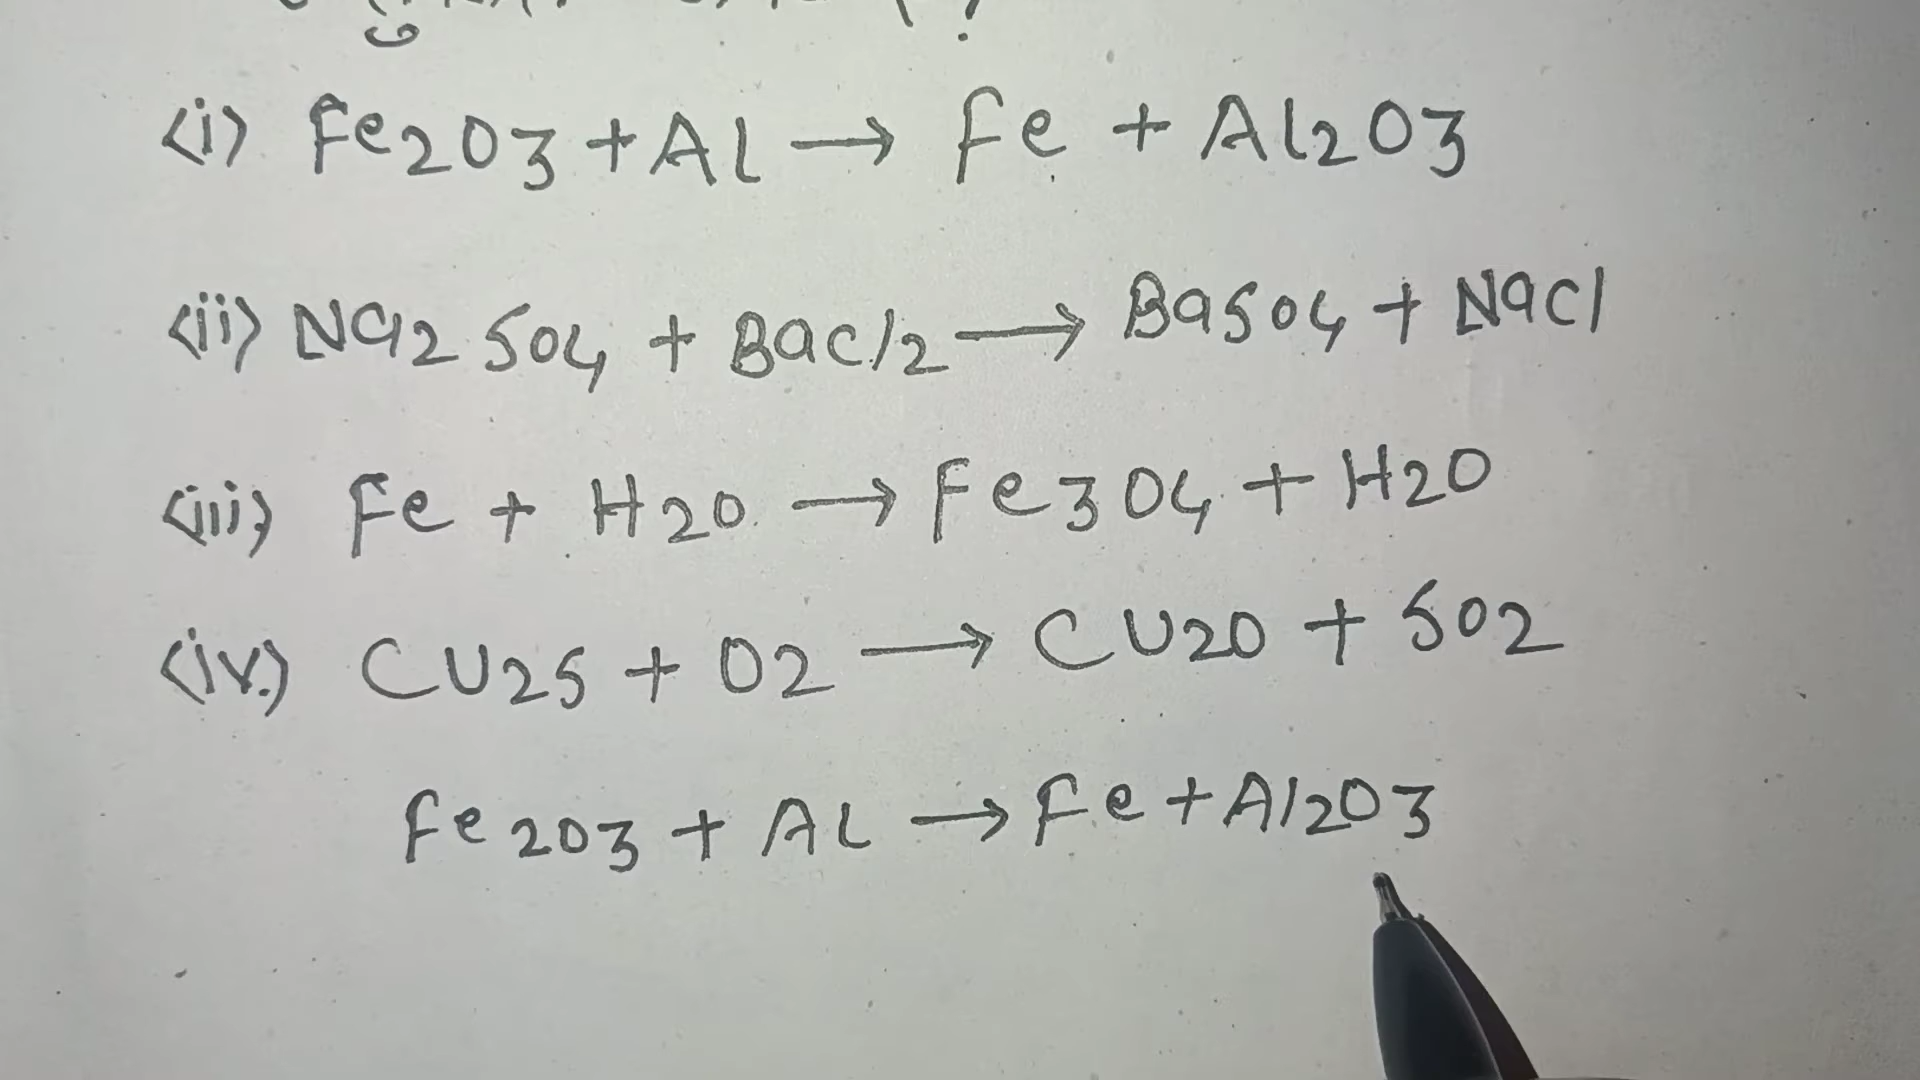 (i) Fe2O3 + Al → Fe + Al2O3
(ii) Na2SO4 + BaCl2 → BaSO4 + NaCl
(iii) Fe + H2O → Fe3O4 + H2O
(iv) Cu2S + O2 → Cu2O + SO2
Fe2O3 + Al → Fe + Al2O3